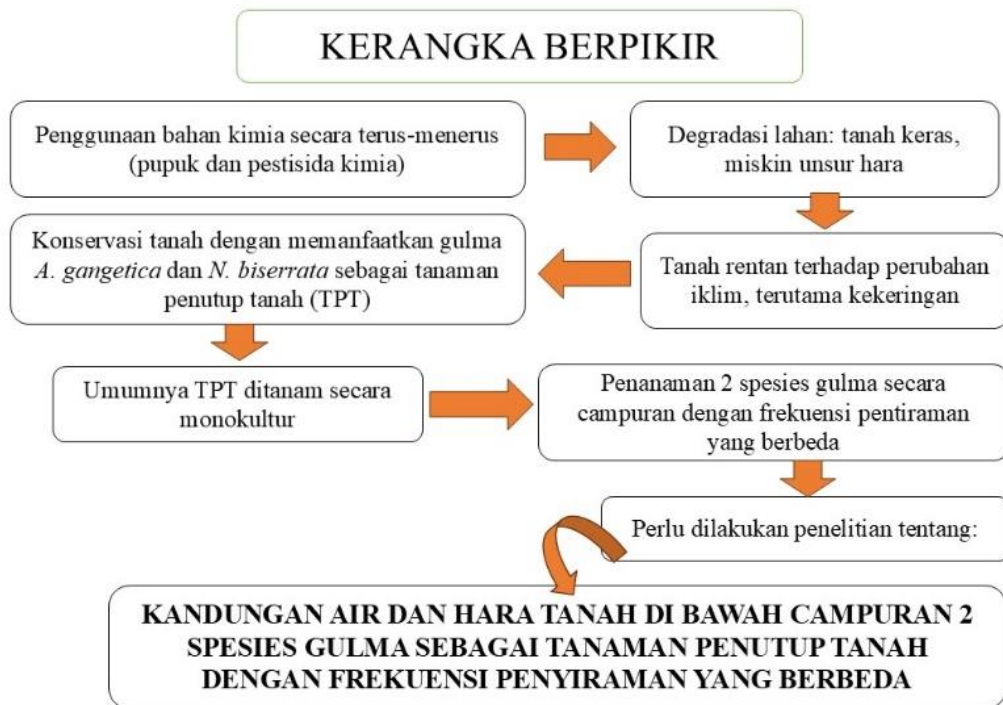 KERANGKA BERPIKIR
Penggunaan bahan kimia secara terus-menerus
(pupuk dan pestisida kimia)
Degradasi lahan: tanah keras,
miskin unsur hara
Tanah rentan terhadap perubahan
iklim, terutama kekeringan
Konservasi tanah dengan memanfaatkan gulma
A. gangetica dan N. biserrata sebagai tanaman
penutup tanah (TPT)
Umumnya TPT ditanam secara
monokultur
Penanaman 2 spesies gulma secara
campuran dengan frekuensi pentiraman
yang berbeda
Perlu dilakukan penelitian tentang:
KANDUNGAN AIR DAN HARA TANAH DI BAWAH CAMPURAN 2
SPESIES GULMA SEBAGAI TANAMAN PENUTUP TANAH
DENGAN FREKUENSI PENYIRAMAN YANG BERBEDA